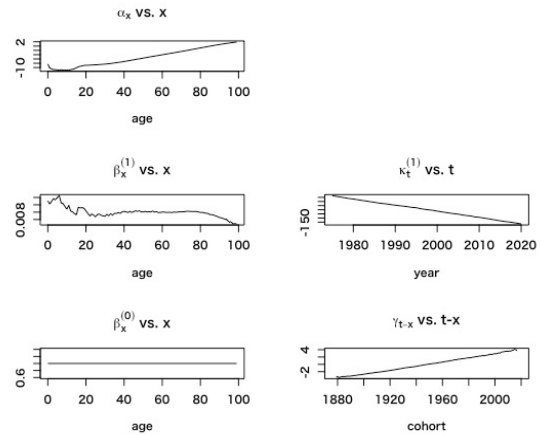 αx vs. x
-10 2
0 20 40 60 80 100
age
βx(1) vs. x
κt(1) vs. t
0.008
-150
0 20 40 60 80 100
1980 1990 2000 2010 2020
age
year
βx(0) vs. x
γt−x vs. t-x
0.6
-2 4
0 20 40 60 80 100
1880 1920 1960 2000
age
cohort